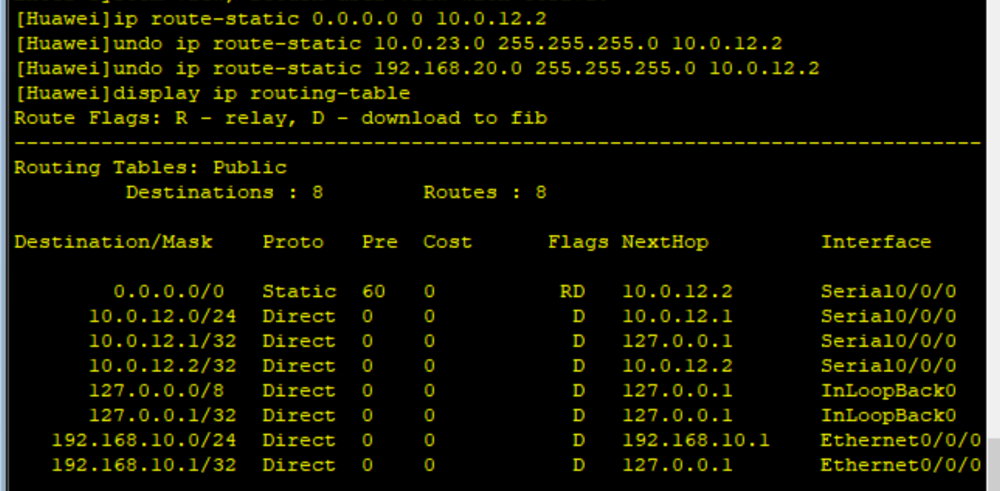 [Huawei]ip route-static 0.0.0.0 0 10.0.12.2
[Huawei]undo ip route-static 10.0.23.0 255.255.255.0 10.0.12.2
[Huawei]undo ip route-static 192.168.20.0 255.255.255.0 10.0.12.2
[Huawei]display ip routing-table
Route Flags: R - relay, D - download to fib
------------------------------------------------------------------------------
Routing Tables: Public
         Destinations : 8        Routes : 8
Destination/Mask    Proto   Pre  Cost      Flags NextHop         Interface
        0.0.0.0/0   Static  60   0          RD   10.0.12.2       Serial0/0/0
      10.0.12.0/24  Direct  0    0           D   10.0.12.1       Serial0/0/0
      10.0.12.1/32  Direct  0    0           D   127.0.0.1       Serial0/0/0
      10.0.12.2/32  Direct  0    0           D   10.0.12.2       Serial0/0/0
      127.0.0.0/8   Direct  0    0           D   127.0.0.1       InLoopBack0
      127.0.0.1/32  Direct  0    0           D   127.0.0.1       InLoopBack0
   192.168.10.0/24  Direct  0    0           D   192.168.10.1    Ethernet0/0/0
   192.168.10.1/32  Direct  0    0           D   127.0.0.1       Ethernet0/0/0